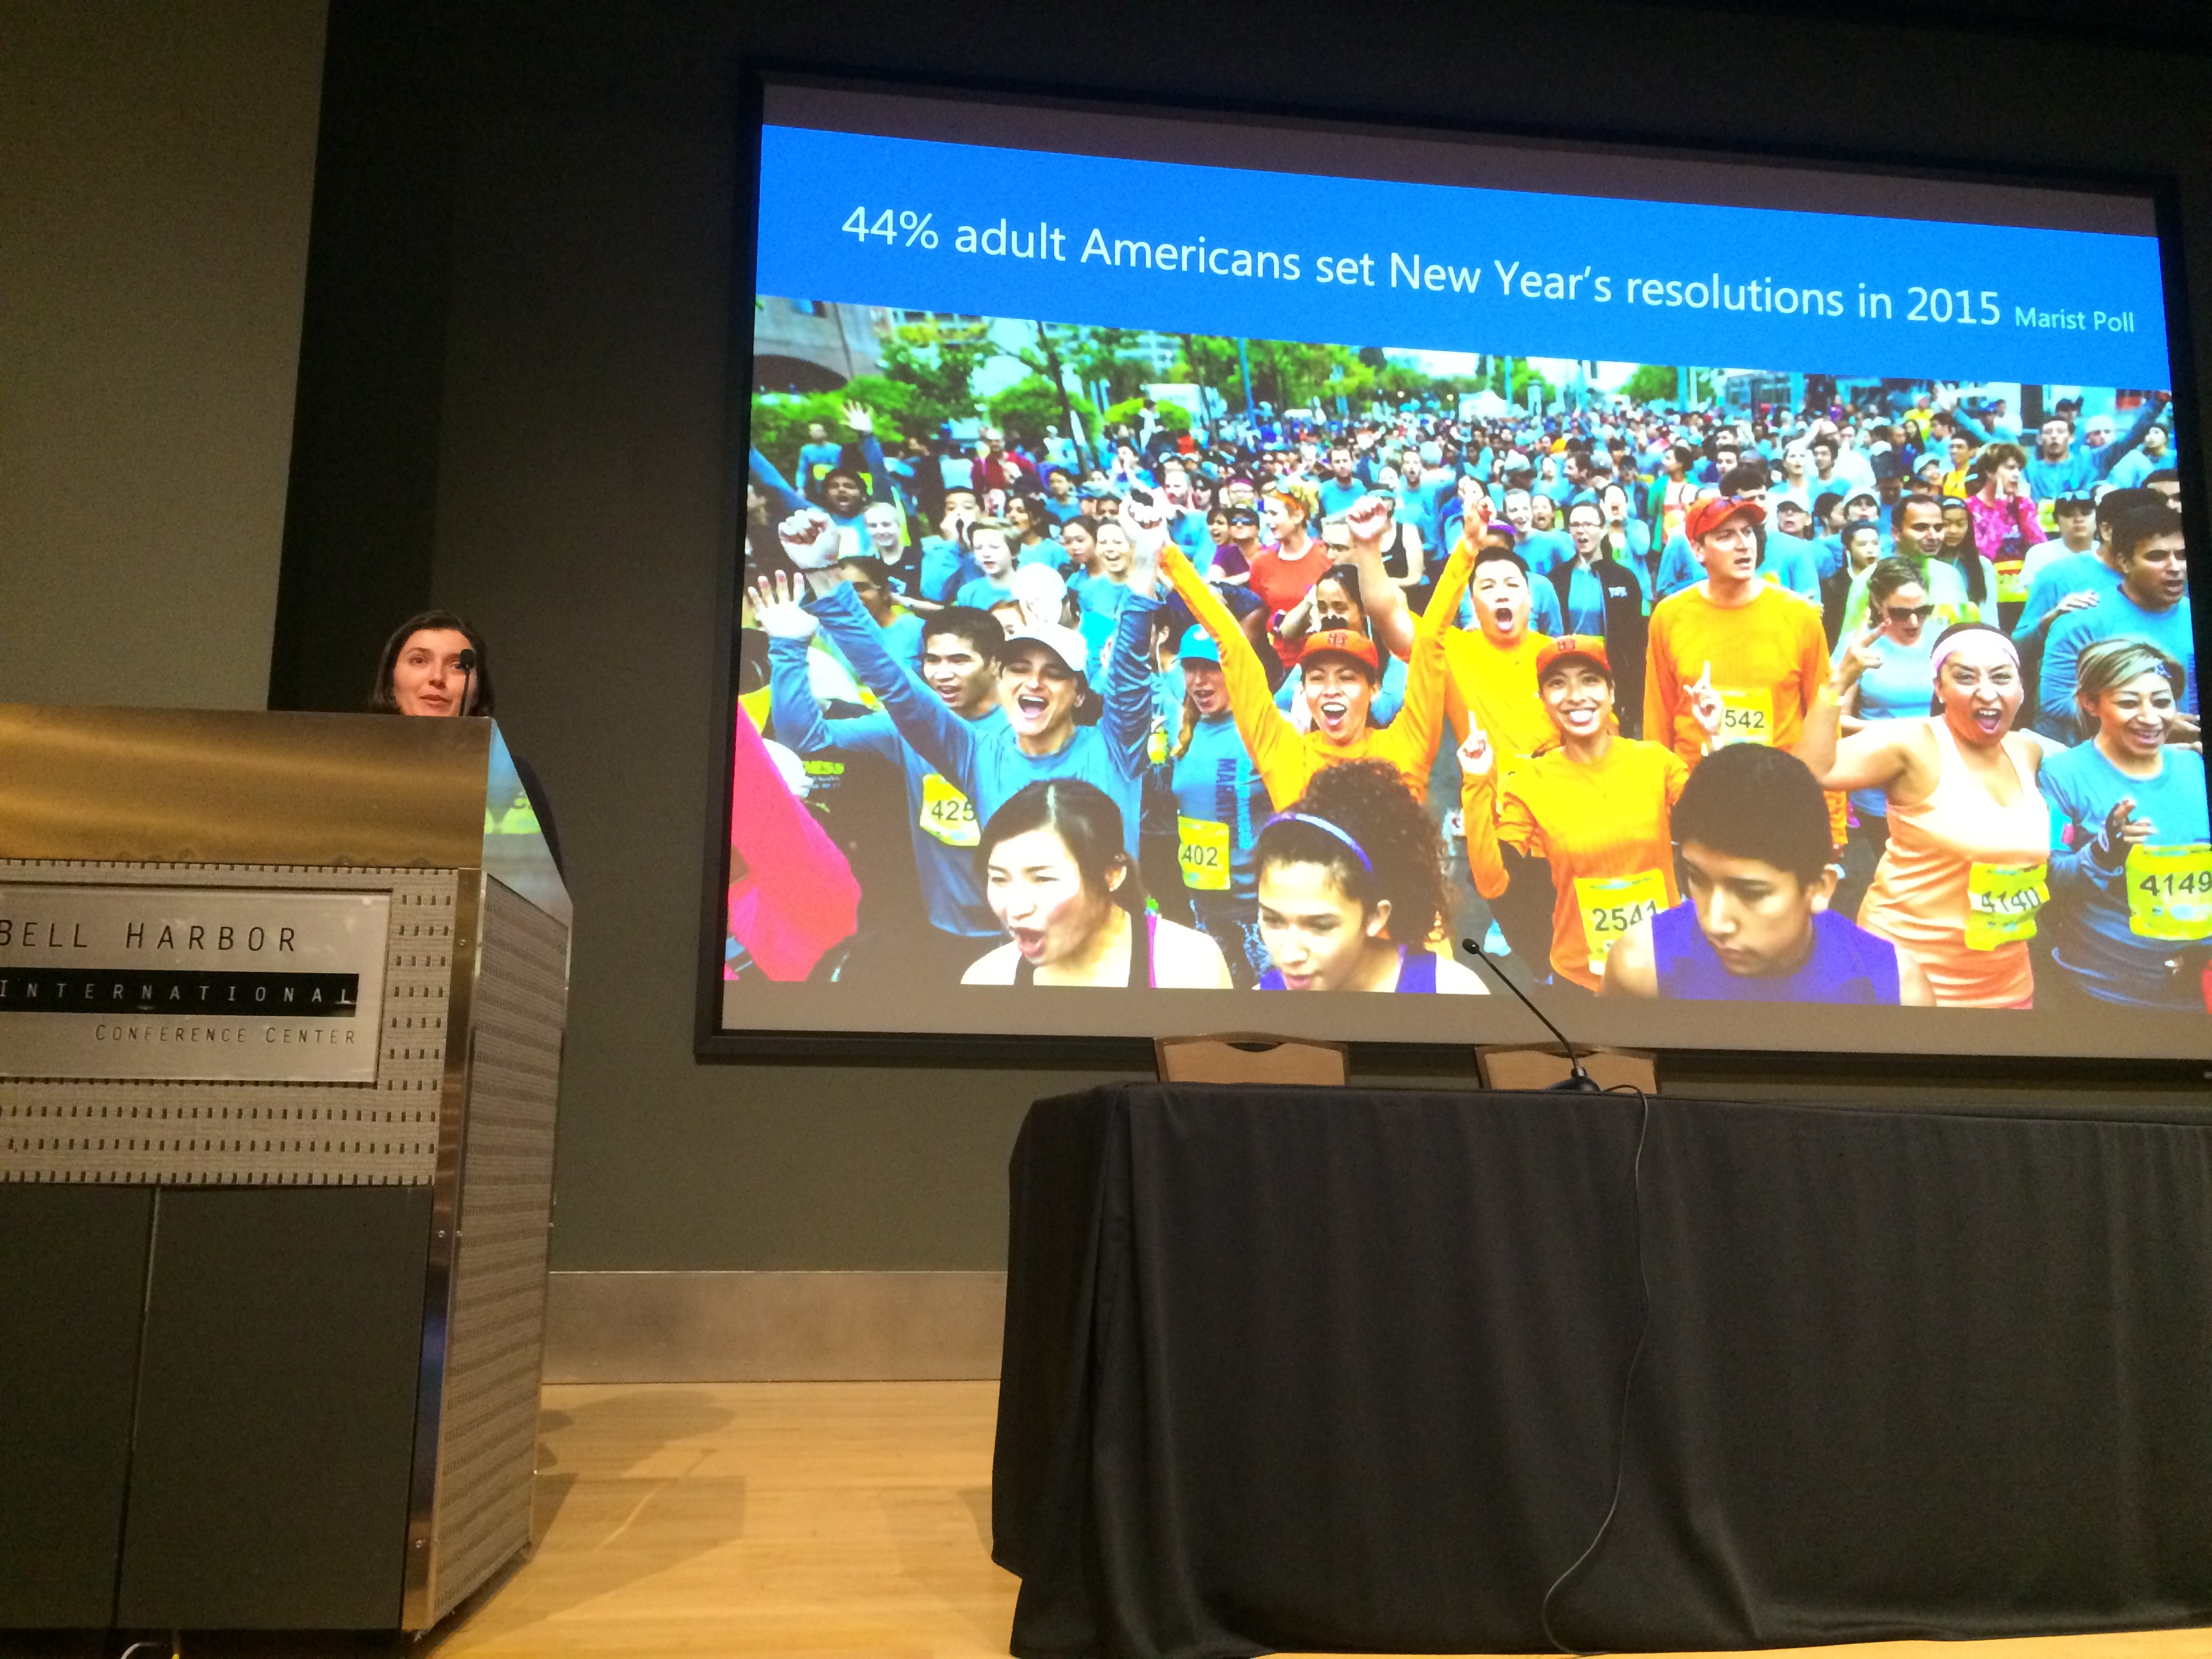 44% adult Americans set New Year's resolutions in 2015 Marist Poll
425
402
2541
542
4140
4149
BELL HARBOR
INTERNATIONAL
CONFERENCE CENTER